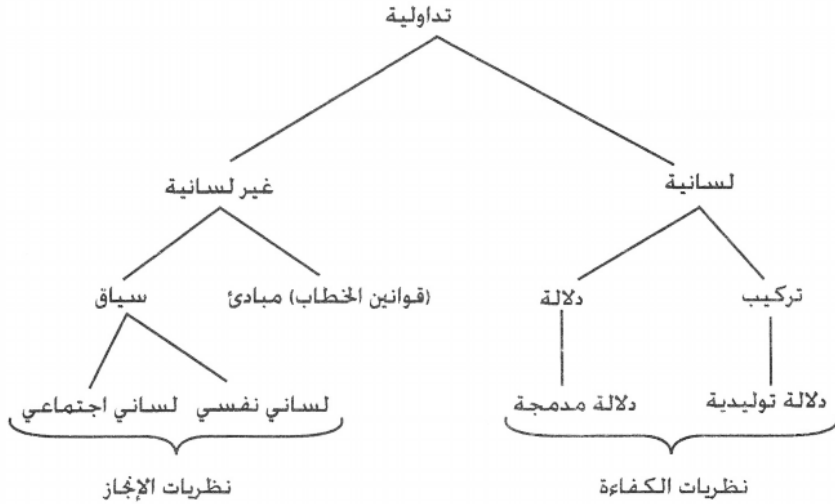 تداولية
لسانية
غير لسانية
تركيب
دلالة
مبادئ (قوانين الخطاب)
سياق
دلالة توليدية
دلالة مدمجة
لساني نفسي
لساني اجتماعي
نظريات الكفاءة
نظريات الإنجاز